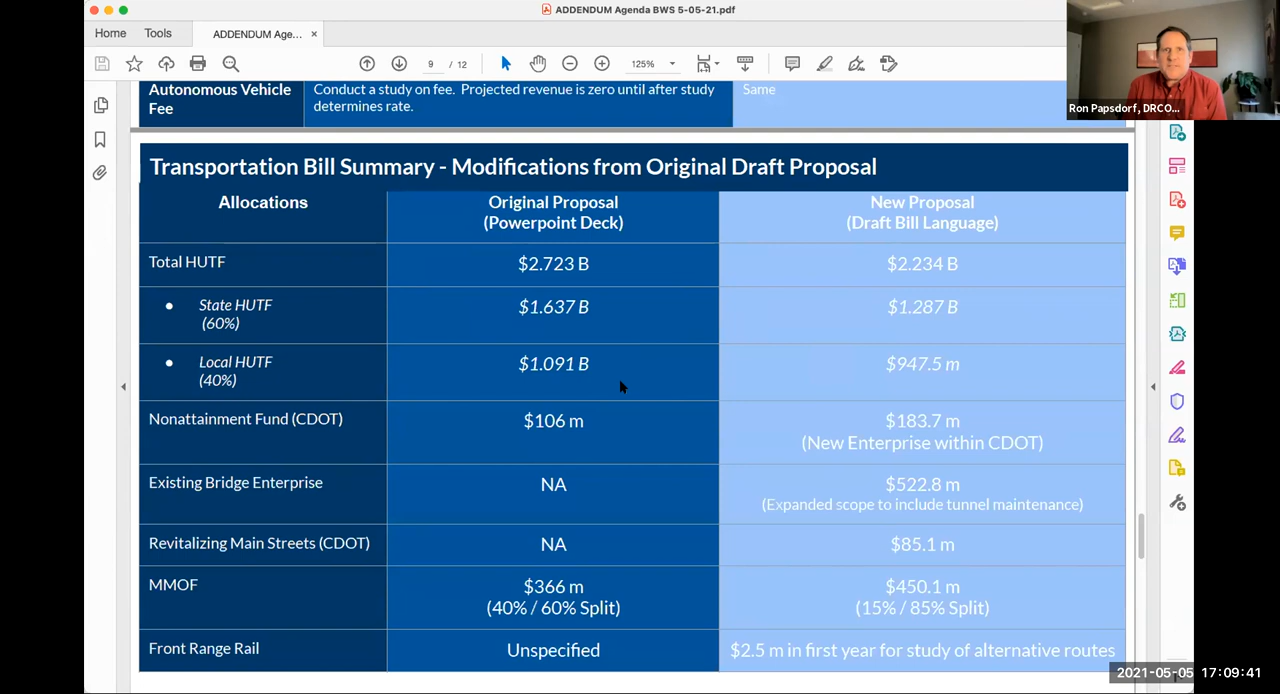 ADDENDUM Agenda BWS 5-05-21.pdf
Home Tools ADDENDUM Age... ×
9 / 12 125%
Ron Papsdorf, DRCO...
Autonomous Vehicle Fee
Conduct a study on fee. Projected revenue is zero until after study
determines rate.
Same
Transportation Bill Summary - Modifications from Original Draft Proposal
Allocations
Original Proposal
(Powerpoint Deck)
New Proposal
(Draft Bill Language)
Total HUTF $2.723 B $2.234 B
• State HUTF
(60%)
$1.637 B $1.287 B
• Local HUTF
(40%)
$1.091 B $947.5 m
Nonattainment Fund (CDOT) $106 m $183.7 m
(New Enterprise within CDOT)
Existing Bridge Enterprise NA $522.8 m
(Expanded scope to include tunnel maintenance)
Revitalizing Main Streets (CDOT) NA $85.1 m
MMOF $366 m
(40% / 60% Split)
$450.1 m
(15% / 85% Split)
Front Range Rail Unspecified $2.5 m in first year for study of alternative routes
2021-05-05 17:09:41